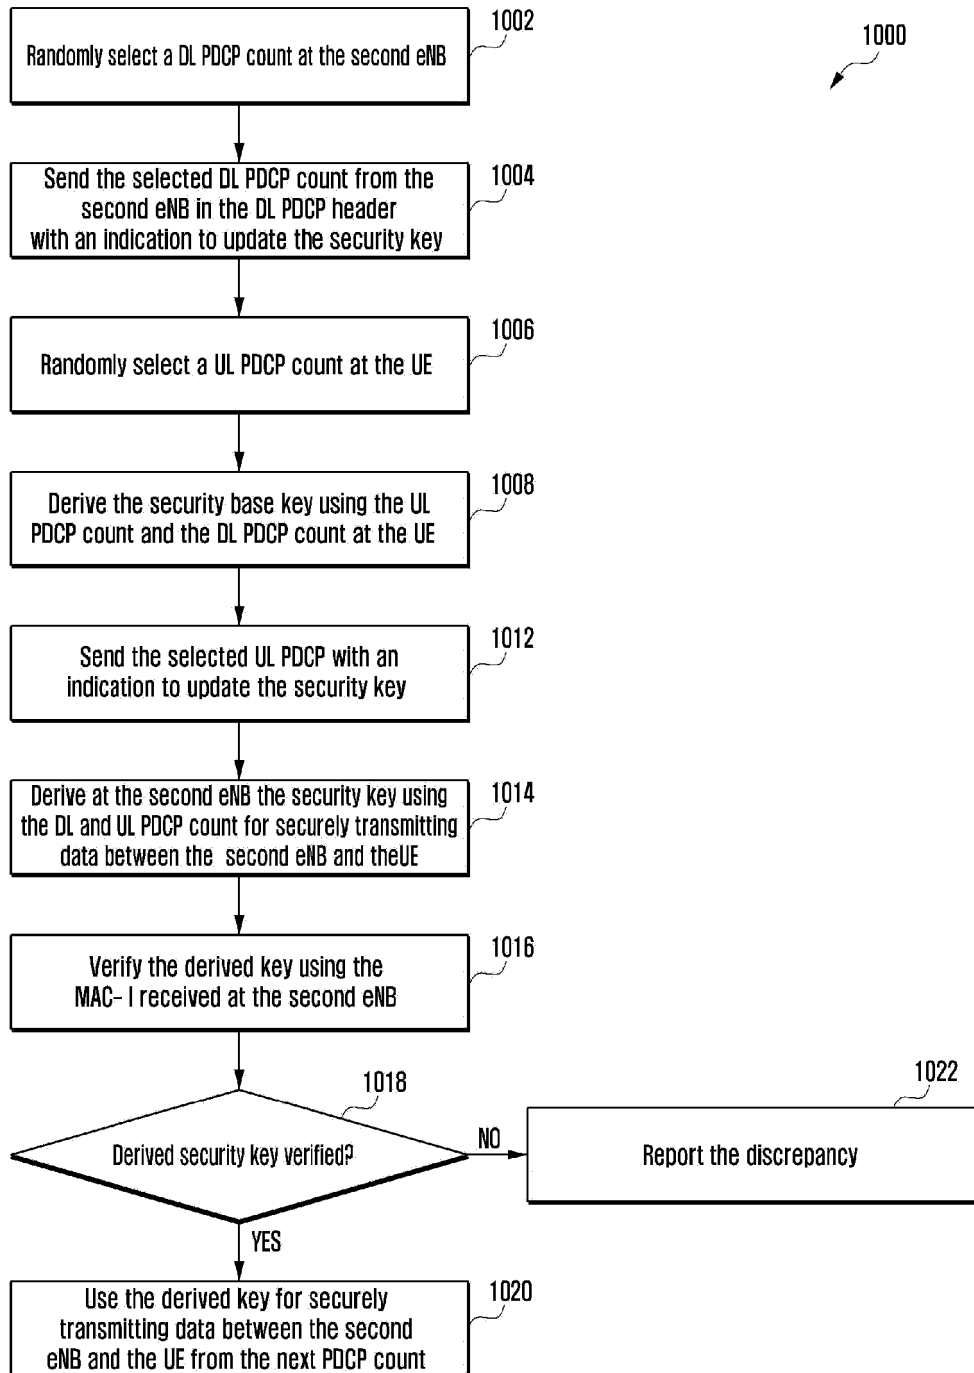 1002
1000
Randomly select a DL PDCP count at the second eNB
1004
Send the selected DL PDCP count from the
second eNB in the DL PDCP header
with an indication to update the security key
1006
Randomly select a UL PDCP count at the UE
1008
Derive the security base key using the UL
PDCP count and the DL PDCP count at the UE
1012
Send the selected UL PDCP with an
indication to update the security key
1014
Derive at the second eNB the security key using
the DL and UL PDCP count for securely transmitting
data between the second eNB and theUE
1016
Verify the derived key using the
MAC- I received at the second eNB
1018
Derived security key verified?
NO
1022
Report the discrepancy
YES
1020
Use the derived key for securely
transmitting data between the second
eNB and the UE from the next PDCP count